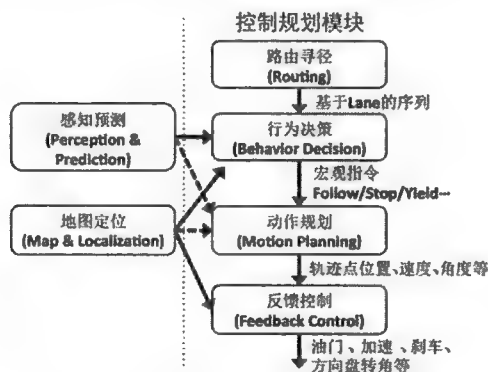 控制规划模块
路由寻径
(Routing)
基于Lane的序列
感知预测
(Perception &
Prediction)
行为决策
(Behavior Decision)
宏观指令
Follow/Stop/Yield…
地图定位
(Map & Localization)
动作规划
(Motion Planning)
轨迹点位置、速度、角度等
反馈控制
(Feedback Control)
油门、加速、刹车、
方向盘转角等